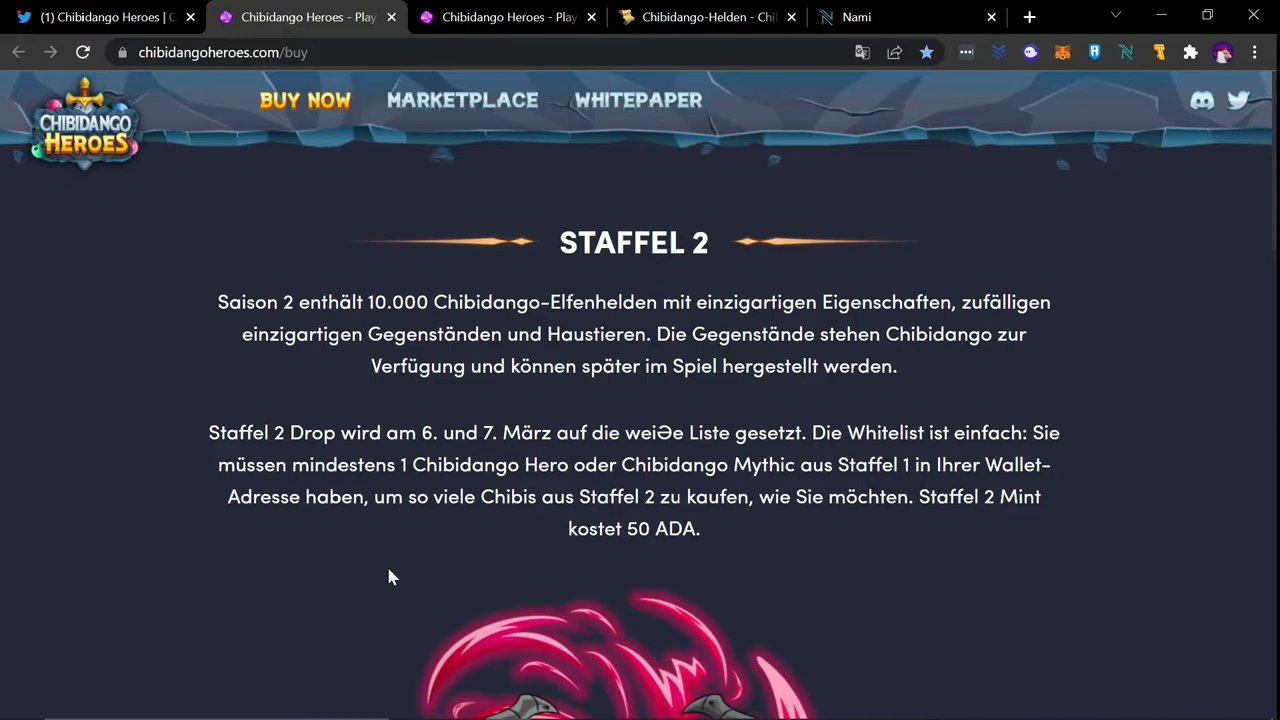 (1) Chibidango Heroes | C
Chibidango Heroes - Play
Chibidango Heroes - Play
Chibidango-Helden - Chi
Nami
chibidangoheroes.com/buy
CHIBIDANGO
HEROES
BUY NOW
MARKETPLACE
WHITEPAPER
STAFFEL 2
Saison 2 enthält 10.000 Chibidango-Elfenhelden mit einzigartigen Eigenschaften, zufälligen
einzigartigen Gegenständen und Haustieren. Die Gegenstände stehen Chibidango zur
Verfügung und können später im Spiel hergestellt werden.
Staffel 2 Drop wird am 6. und 7. März auf die weiße Liste gesetzt. Die Whitelist ist einfach: Sie
müssen mindestens 1 Chibidango Hero oder Chibidango Mythic aus Staffel 1 in Ihrer Wallet-
Adresse haben, um so viele Chibis aus Staffel 2 zu kaufen, wie Sie möchten. Staffel 2 Mint
kostet 50 ADA.